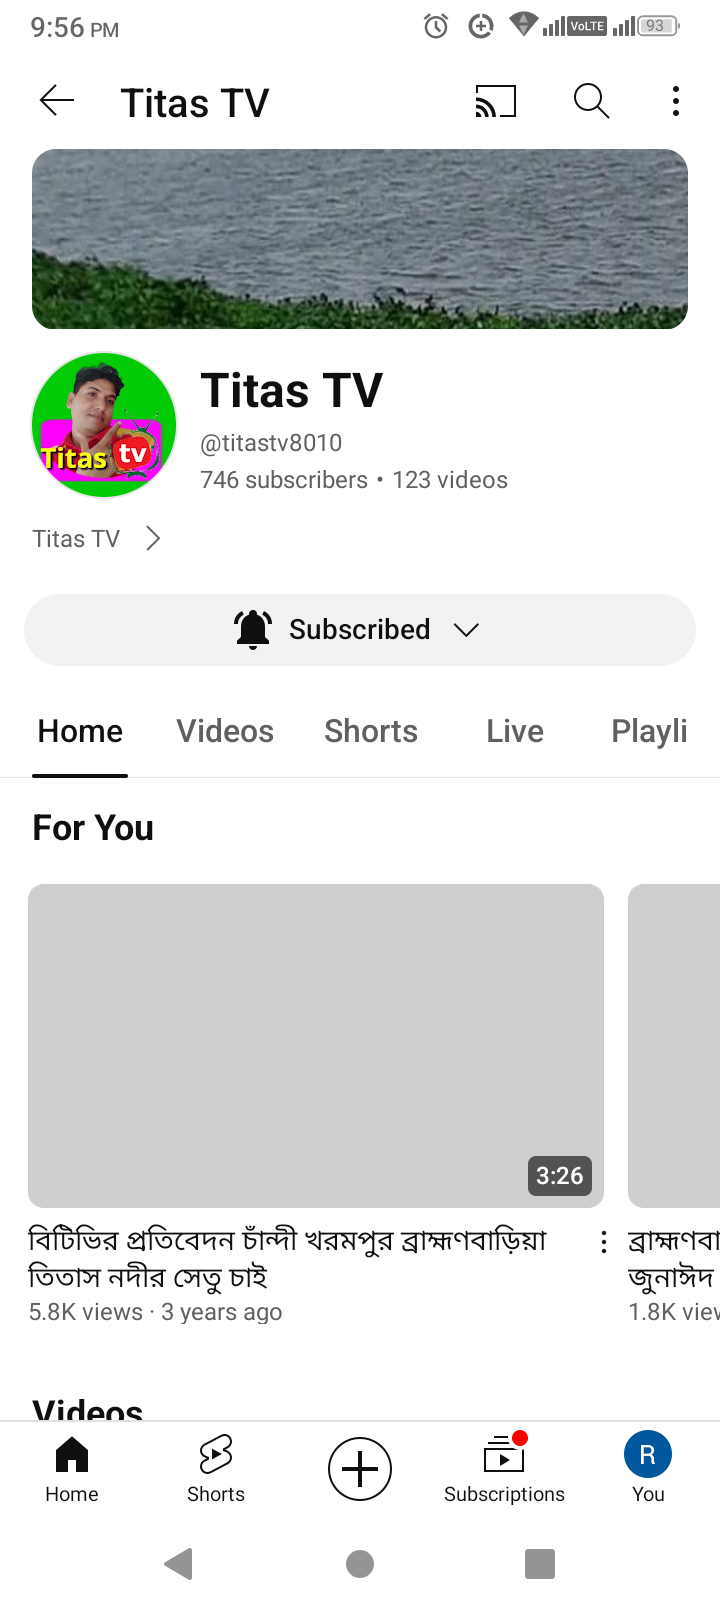 9:56 PM
VoLTE
93
Titas TV
Titas tv
Titas TV
@titastv8010
746 subscribers • 123 videos
Titas TV
Subscribed
Home Videos Shorts Live Playli
For You
3:26
বিটিভির প্রতিবেদন চাঁন্দী খরমপুর ব্রাহ্মণবাড়িয়া
তিতাস নদীর সেতু চাই
5.8K views · 3 years ago
ব্রাহ্মণবা
জুনাঈদ
1.8K view
Videos
Home Shorts Subscriptions R You